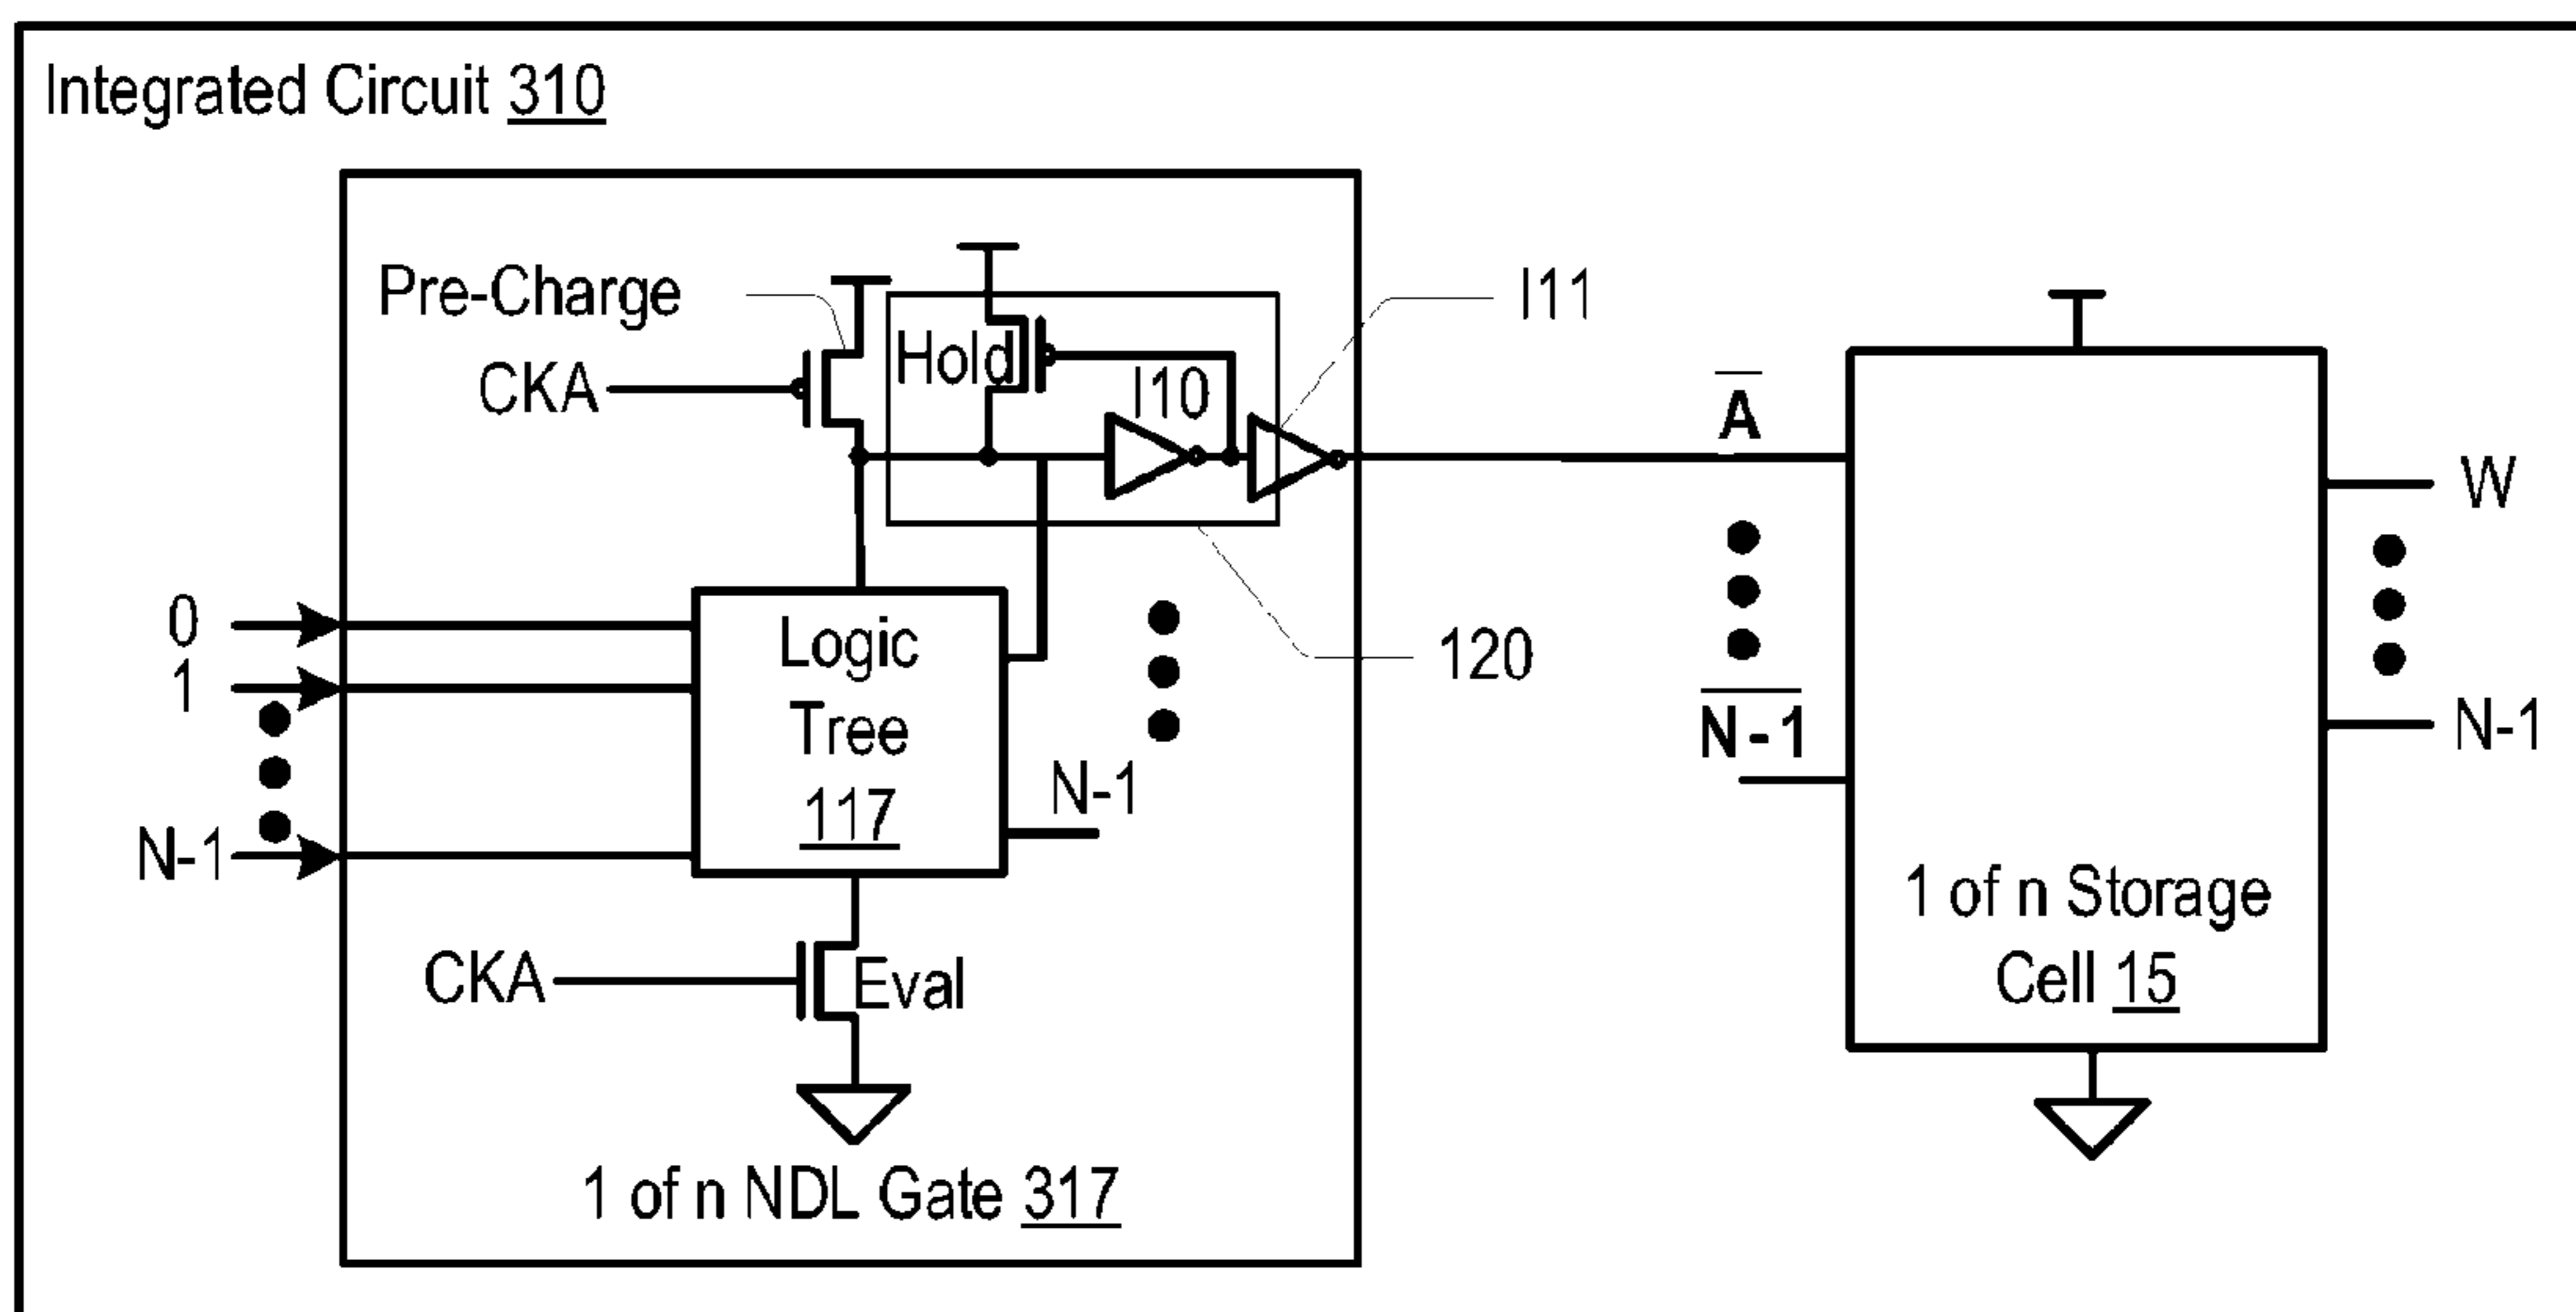 Integrated Circuit 310
Pre-Charge
CKA
Hold
I10
I11
A̅
W
0
1
N-1
Logic
Tree
117
N-1
120
N̅-̅1̅
N-1
1 of n Storage
Cell 15
CKA
Eval
1 of n NDL Gate 317